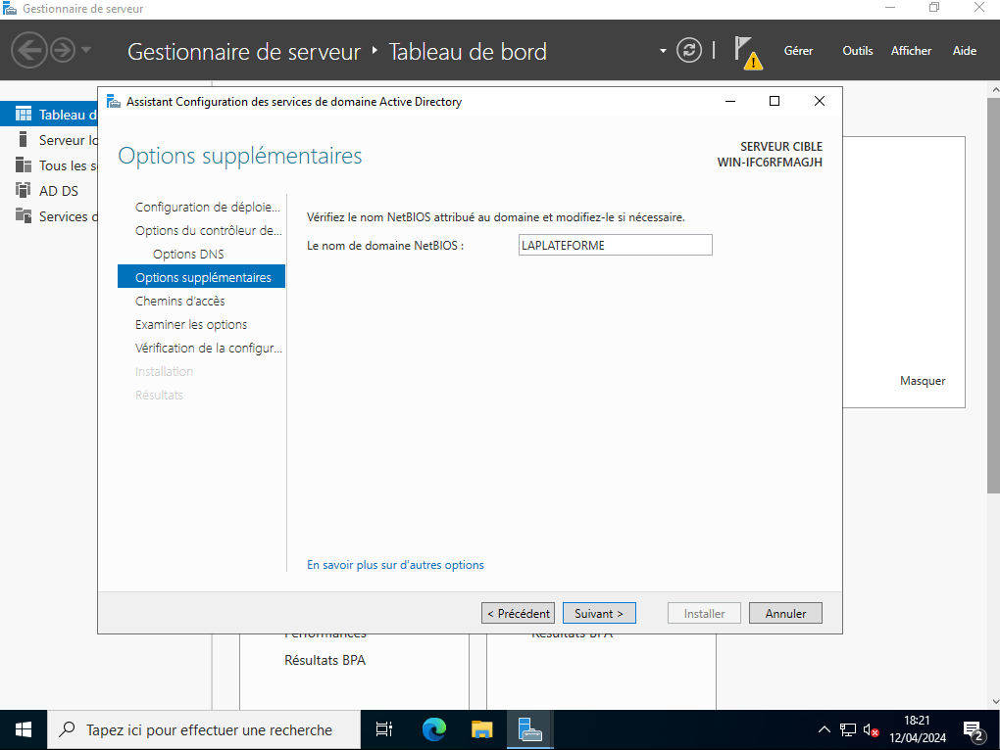 Gestionnaire de serveur
Gestionnaire de serveur ‣ Tableau de bord
Gérer Outils Afficher Aide
Tableau d
Serveur lo
Tous les s
AD DS
Services d
Assistant Configuration des services de domaine Active Directory
Options supplémentaires
SERVEUR CIBLE
WIN-IFC6RFMAGJH
Configuration de déploie...
Options du contrôleur de...
Options DNS
Options supplémentaires
Chemins d'accès
Examiner les options
Vérification de la configur...
Installation
Résultats
Vérifiez le nom NetBIOS attribué au domaine et modifiez-le si nécessaire.
Le nom de domaine NetBIOS : LAPLATEFORME
En savoir plus sur d'autres options
< Précédent Suivant > Installer Annuler
Masquer
Performances
Résultats BPA
Résultats BPA
Tapez ici pour effectuer une recherche
18:21
12/04/2024
2